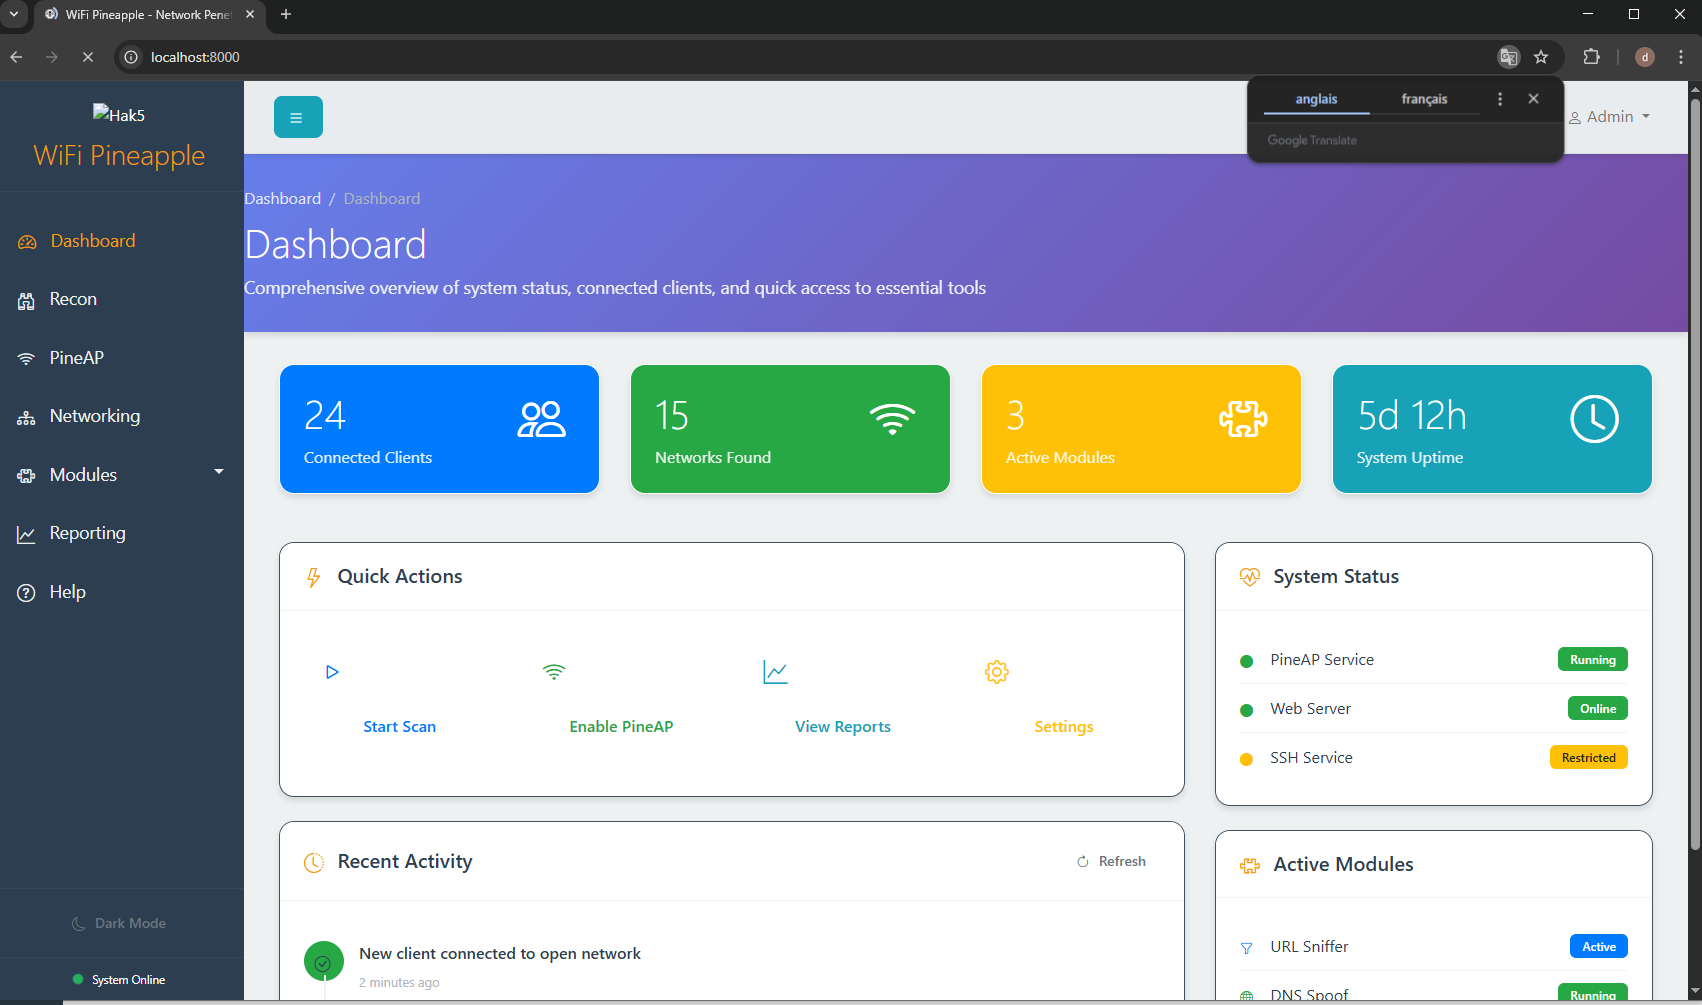 WiFi Pineapple - Network Pene
localhost:8000
d
anglais
français
Google Translate
Hak5
WiFi Pineapple
Admin
Dashboard
Recon
PineAP
Networking
Modules
Reporting
Help
Dark Mode
System Online
Dashboard / Dashboard
Dashboard
Comprehensive overview of system status, connected clients, and quick access to essential tools
24
Connected Clients
15
Networks Found
3
Active Modules
5d 12h
System Uptime
Quick Actions
Start Scan
Enable PineAP
View Reports
Settings
System Status
PineAP Service
Running
Web Server
Online
SSH Service
Restricted
Recent Activity
Refresh
New client connected to open network
2 minutes ago
Active Modules
URL Sniffer
Active
DNS Spoof
Running